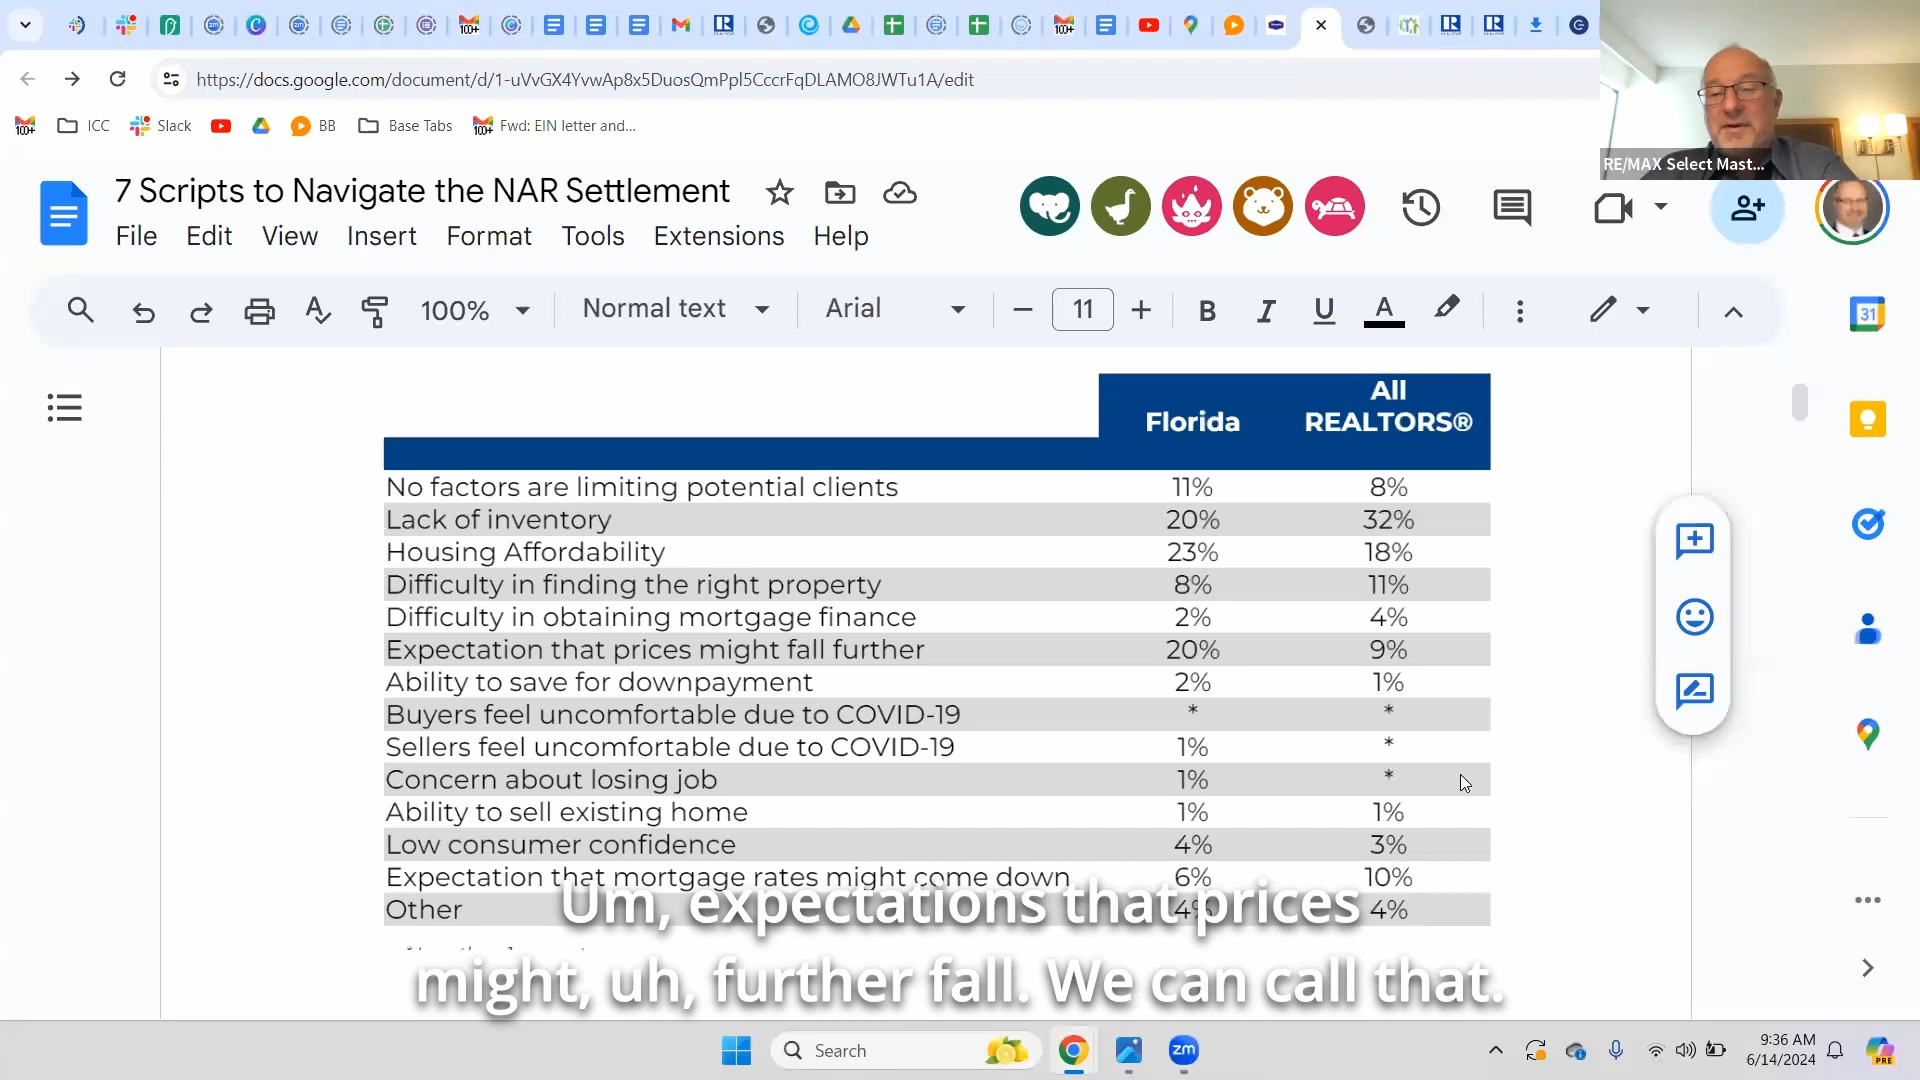 https://docs.google.com/document/d/1-uVvGX4YvwAp8x5DuosQmPpl5CccrFqDLAMO8JWTu1A/edit
ICC
Slack
BB
Base Tabs
Fwd: EIN letter and...
RE/MAX Select Mast...
7 Scripts to Navigate the NAR Settlement
File Edit View Insert Format Tools Extensions Help
100% Normal text Arial 11 B I U A
31
Florida All REALTORS®
No factors are limiting potential clients 11% 8%
Lack of inventory 20% 32%
Housing Affordability 23% 18%
Difficulty in finding the right property 8% 11%
Difficulty in obtaining mortgage finance 2% 4%
Expectation that prices might fall further 20% 9%
Ability to save for downpayment 2% 1%
Buyers feel uncomfortable due to COVID-19 * *
Sellers feel uncomfortable due to COVID-19 1% *
Concern about losing job 1% *
Ability to sell existing home 1% 1%
Low consumer confidence 4% 3%
Expectation that mortgage rates might come down 6% 10%
Other 4% 4%
Um, expectations that prices
might, uh, further fall. We can call that.
Search
zm
9:36 AM
6/14/2024
PRE